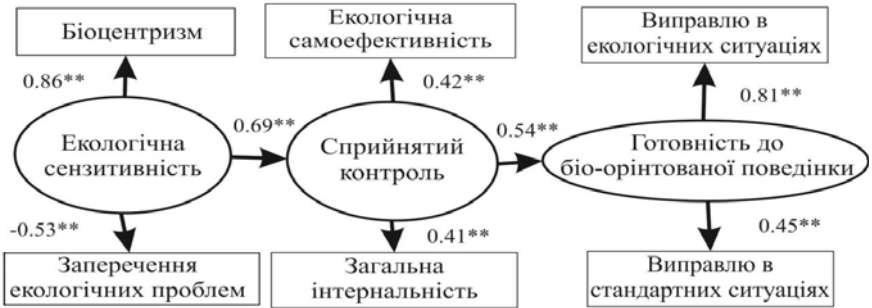 Біоцентризм
Екологічна
самоефективність
Виправлю в
екологічних ситуаціях
0.86**
0.42**
0.81**
Екологічна
сензитивність
0.69**
Сприйнятий
контроль
0.54**
Готовність до
біо-орінтованої поведінки
-0.53**
0.41**
0.45**
Заперечення
екологічних проблем
Загальна
інтернальність
Виправлю в
стандартних ситуаціях